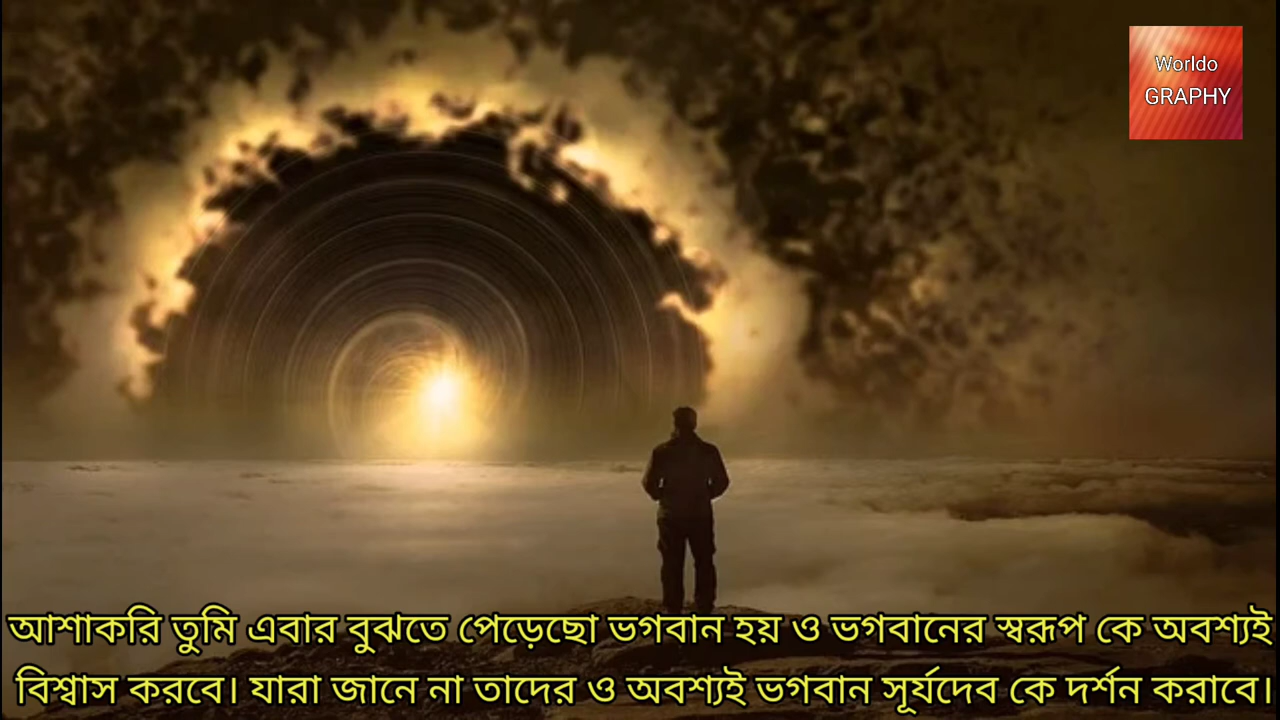 Worldo
GRAPHY
আশাকরি তুমি এবার বুঝতে পেড়েছো ভগবান হয় ও ভগবানের স্বরূপ কে অবশ্যই
বিশ্বাস করবে। যারা জানে না তাদের ও অবশ্যই ভগবান সূর্যদেব কে দর্শন করাবে।